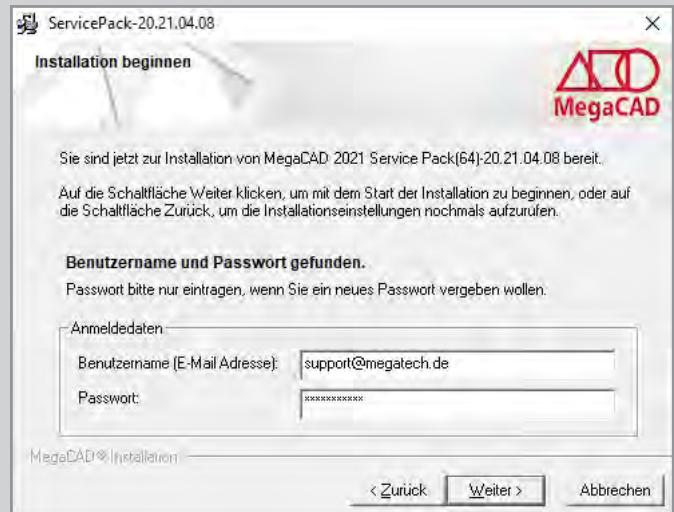 ServicePack-20.21.04.08
Installation beginnen
MegaCAD
Sie sind jetzt zur Installation von MegaCAD 2021 Service Pack(64)-20.21.04.08 bereit.
Auf die Schaltfläche Weiter klicken, um mit dem Start der Installation zu beginnen, oder auf
die Schaltfläche Zurück, um die Installationseinstellungen nochmals aufzurufen.
Benutzername und Passwort gefunden.
Passwort bitte nur eintragen, wenn Sie ein neues Passwort vergeben wollen.
Anmeldedaten
Benutzername (E-Mail Adresse): support@megatech.de
Passwort: xxxxxxxxxxx
MegaCAD® Installation
< Zurück Weiter > Abbrechen